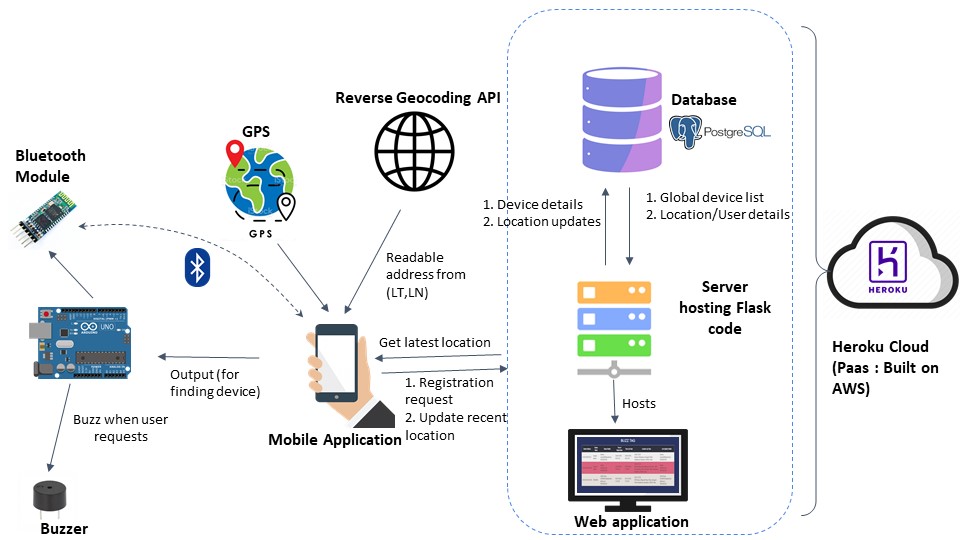 Reverse Geocoding API
GPS
GPS
Bluetooth
Module
Database
PostgreSQL
1. Device details
2. Location updates
1. Global device list
2. Location/User details
Readable
address from
(LT,LN)
Server
hosting Flask
code
HEROKU
Heroku Cloud
(Paas : Built on
AWS)
UNO
ARDUINO
Get latest location
Output (for
finding device)
1. Registration
request
2. Update recent
location
Mobile Application
Hosts
Buzz when user
requests
BUZZ TAG
Web application
Buzzer